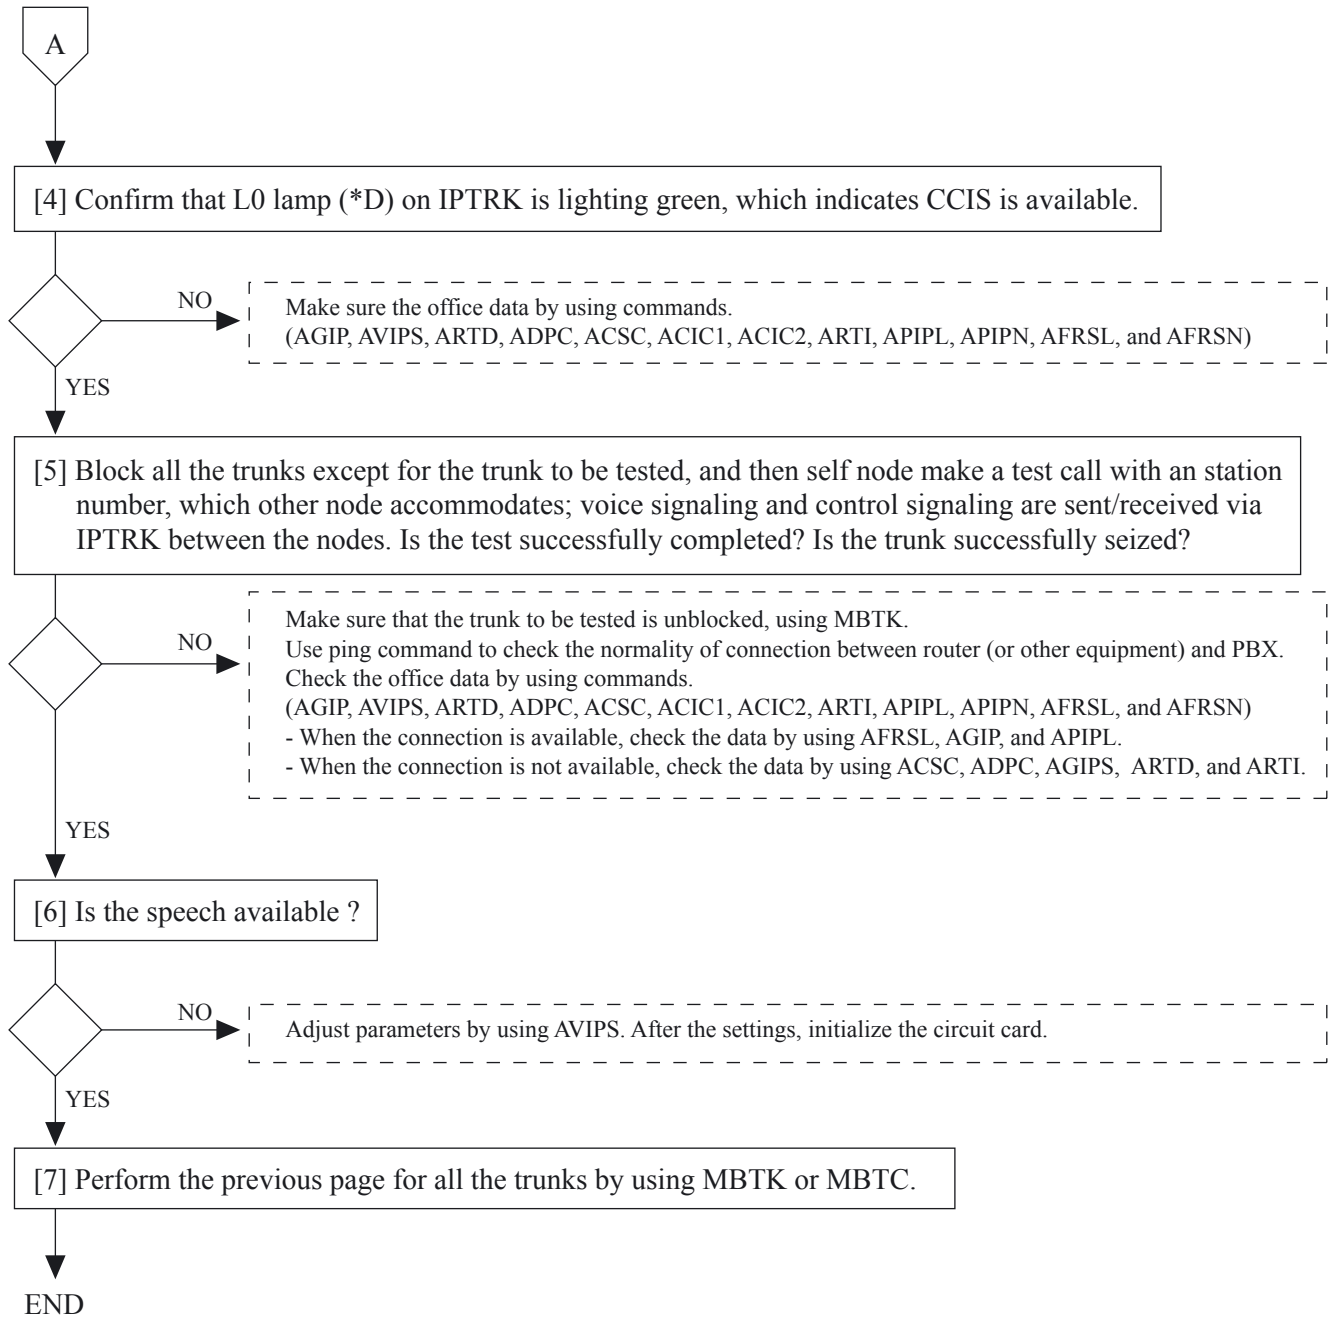 A
[4] Confirm that L0 lamp (*D) on IPTRK is lighting green, which indicates CCIS is available.
NO
Make sure the office data by using commands.
(AGIP, AVIPS, ARTD, ADPC, ACSC, ACIC1, ACIC2, ARTI, APIPL, APIPN, AFRSL, and AFRSN)
YES
[5] Block all the trunks except for the trunk to be tested, and then self node make a test call with an station
number, which other node accommodates; voice signaling and control signaling are sent/received via
IPTRK between the nodes. Is the test successfully completed? Is the trunk successfully seized?
NO
Make sure that the trunk to be tested is unblocked, using MBTK.
Use ping command to check the normality of connection between router (or other equipment) and PBX.
Check the office data by using commands.
(AGIP, AVIPS, ARTD, ADPC, ACSC, ACIC1, ACIC2, ARTI, APIPL, APIPN, AFRSL, and AFRSN)
- When the connection is available, check the data by using AFRSL, AGIP, and APIPL.
- When the connection is not available, check the data by using ACSC, ADPC, AGIPS,  ARTD, and ARTI.
YES
[6] Is the speech available ?
NO
Adjust parameters by using AVIPS. After the settings, initialize the circuit card.
YES
[7] Perform the previous page for all the trunks by using MBTK or MBTC.
END